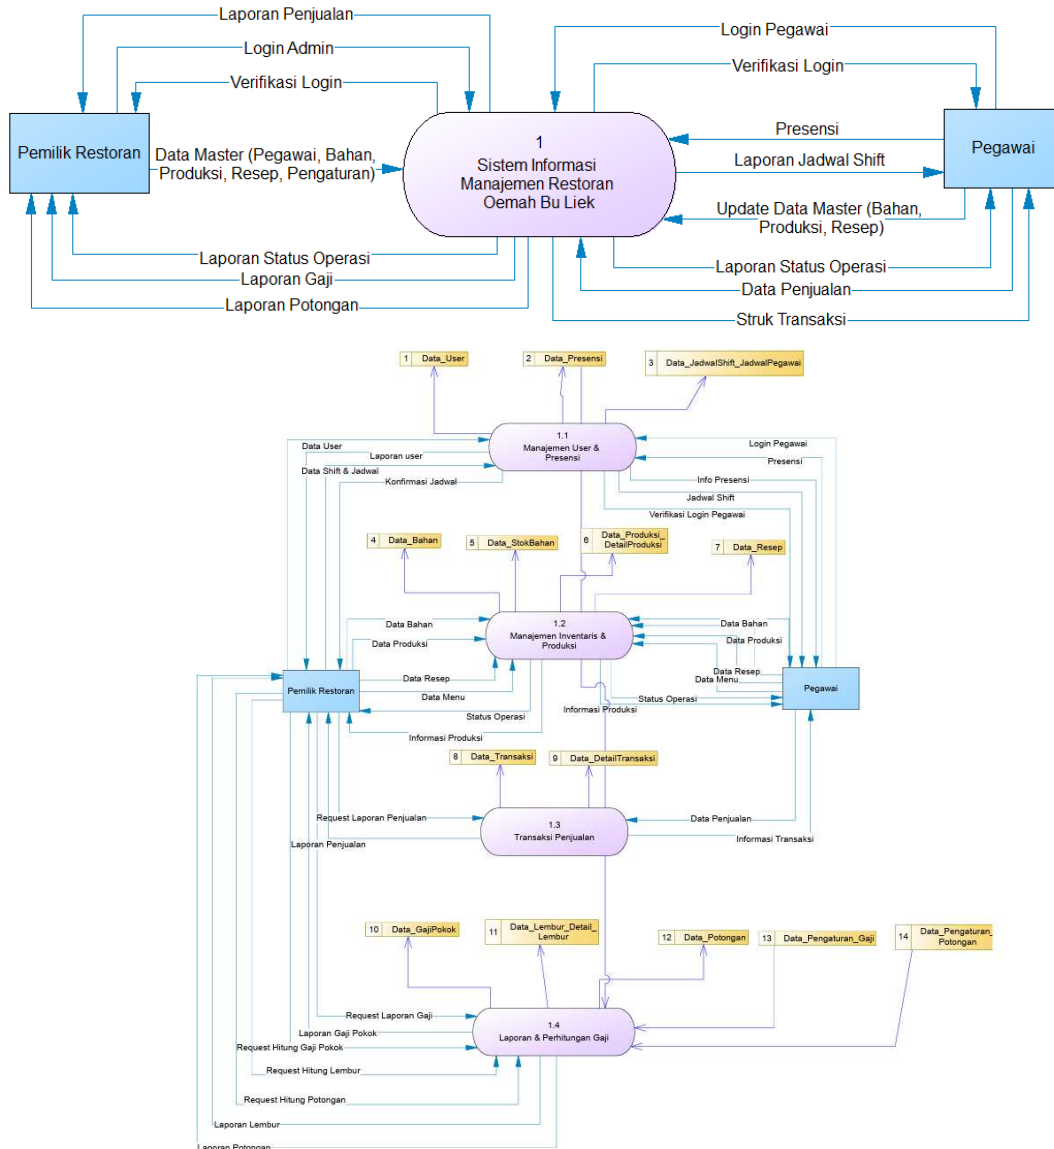 Laporan Penjualan
Login Admin
Verifikasi Login
Login Pegawai
Verifikasi Login
Pemilik Restoran
Data Master (Pegawai, Bahan,
Produksi, Resep, Pengaturan)
1
Sistem Informasi
Manajemen Restoran
Oemah Bu Liek
Presensi
Laporan Jadwal Shift
Pegawai
Update Data Master (Bahan,
Produksi, Resep)
Laporan Status Operasi
Laporan Gaji
Laporan Potongan
Laporan Status Operasi
Data Penjualan
Struk Transaksi
1 Data_User
2 Data_Presensi
3 Data_JadwalShift_JadwalPegawai
1.1
Manajemen User &
Presensi
Data User
Laporan user
Data Shift & Jadwal
Konfirmasi Jadwal
Login Pegawai
Presensi
Info Presensi
Jadwal Shift
Verifikasi Login Pegawai
4 Data_Bahan
5 Data_StokBahan
6 Data_Produksi_
DetailProduksi
7 Data_Resep
1.2
Manajemen Inventaris &
Produksi
Data Bahan
Data Produksi
Data Resep
Data Menu
Status Operasi
Informasi Produksi
Data Bahan
Data Produksi
Data Resep
Data Menu
Status Operasi
Informasi Produksi
Pemilik Restoran
Pegawai
8 Data_Transaksi
9 Data_DetailTransaksi
1.3
Transaksi Penjualan
Request Laporan Penjualan
Laporan Penjualan
Data Penjualan
Informasi Transaksi
10 Data_GajiPokok
11 Data_Lembur_Detail_
Lembur
12 Data_Potongan
13 Data_Pengaturan_Gaji
14 Data_Pengaturan_
Potongan
1.4
Laporan & Perhitungan Gaji
Request Laporan Gaji
Laporan Gaji Pokok
Request Hitung Gaji Pokok
Request Hitung Lembur
Request Hitung Potongan
Laporan Lembur
Laporan Potongan